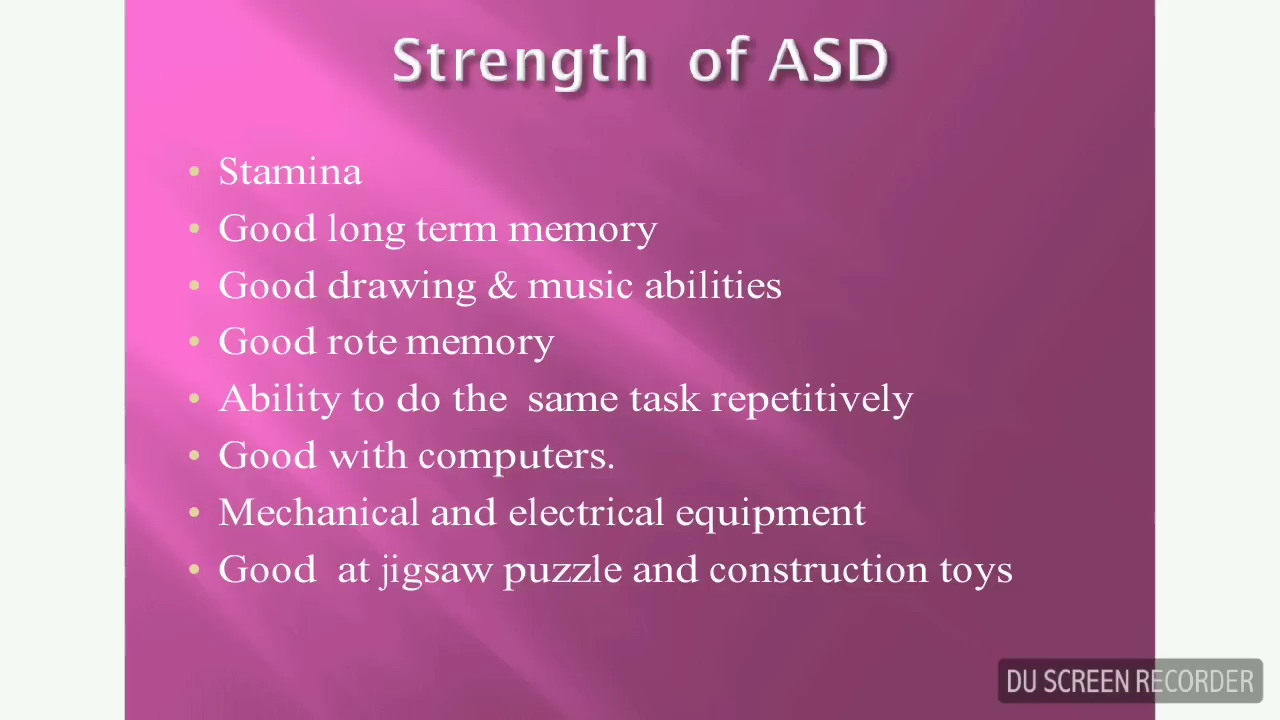 Strength of ASD
• Stamina
• Good long term memory
• Good drawing & music abilities
• Good rote memory
• Ability to do the same task repetitively
• Good with computers.
• Mechanical and electrical equipment
• Good at jigsaw puzzle and construction toys
DU SCREEN RECORDER